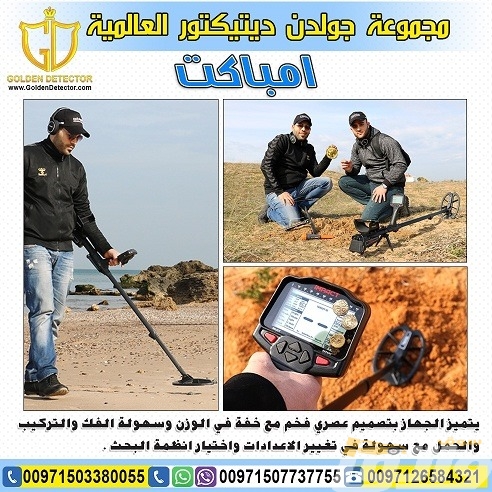 مجموعة جولدن ديتيكتور العالمية
GD
GOLDEN DETECTOR
www.GoldenDetector.com
امباكت
يتميز الجهاز بتصميم عصري فخم مع خفة في الوزن وسهولة الفك والتركيب
والحمل مع سهولة في تغيير الاعدادات واختيار انظمة البحث .
00971503380055
00971507737755
0097126584321